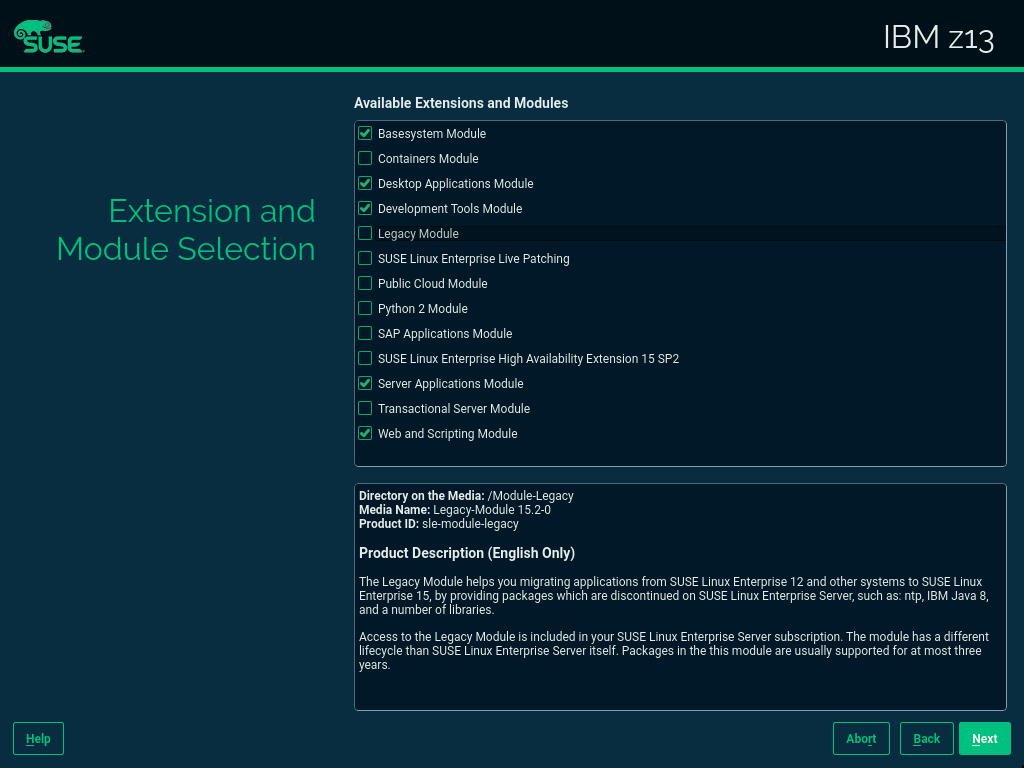 SUSE
IBM z13
Extension and
Module Selection
Available Extensions and Modules
Basesystem Module
Containers Module
Desktop Applications Module
Development Tools Module
Legacy Module
SUSE Linux Enterprise Live Patching
Public Cloud Module
Python 2 Module
SAP Applications Module
SUSE Linux Enterprise High Availability Extension 15 SP2
Server Applications Module
Transactional Server Module
Web and Scripting Module
Directory on the Media: /Module-Legacy
Media Name: Legacy-Module 15.2-0
Product ID: sle-module-legacy
Product Description (English Only)
The Legacy Module helps you migrating applications from SUSE Linux Enterprise 12 and other systems to SUSE Linux
Enterprise 15, by providing packages which are discontinued on SUSE Linux Enterprise Server, such as: ntp, IBM Java 8,
and a number of libraries.
Access to the Legacy Module is included in your SUSE Linux Enterprise Server subscription. The module has a different
lifecycle than SUSE Linux Enterprise Server itself. Packages in the this module are usually supported for at most three
years.
Help
Abort
Back
Next